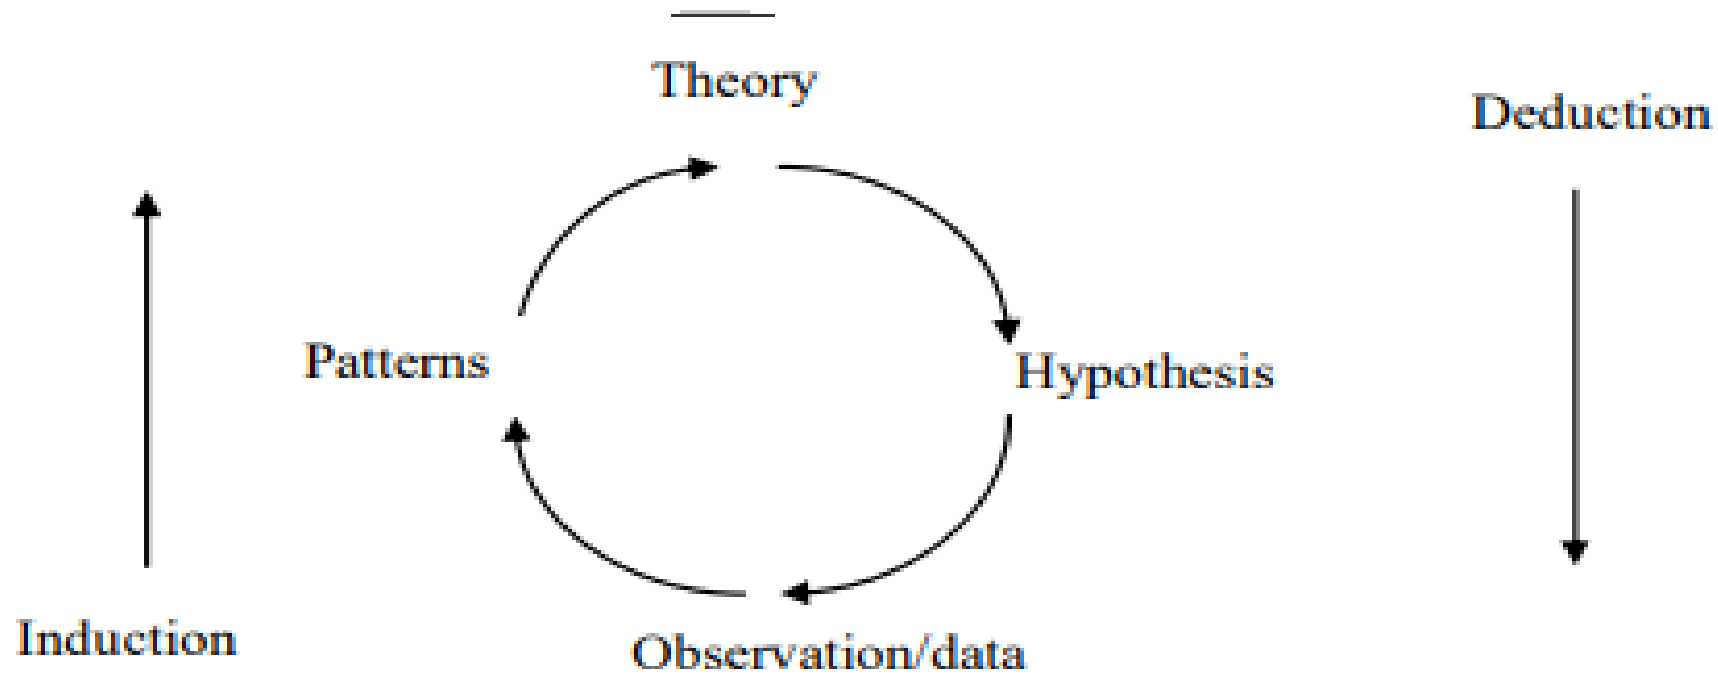 Theory
Deduction
Patterns
Hypothesis
Induction
Observation/data